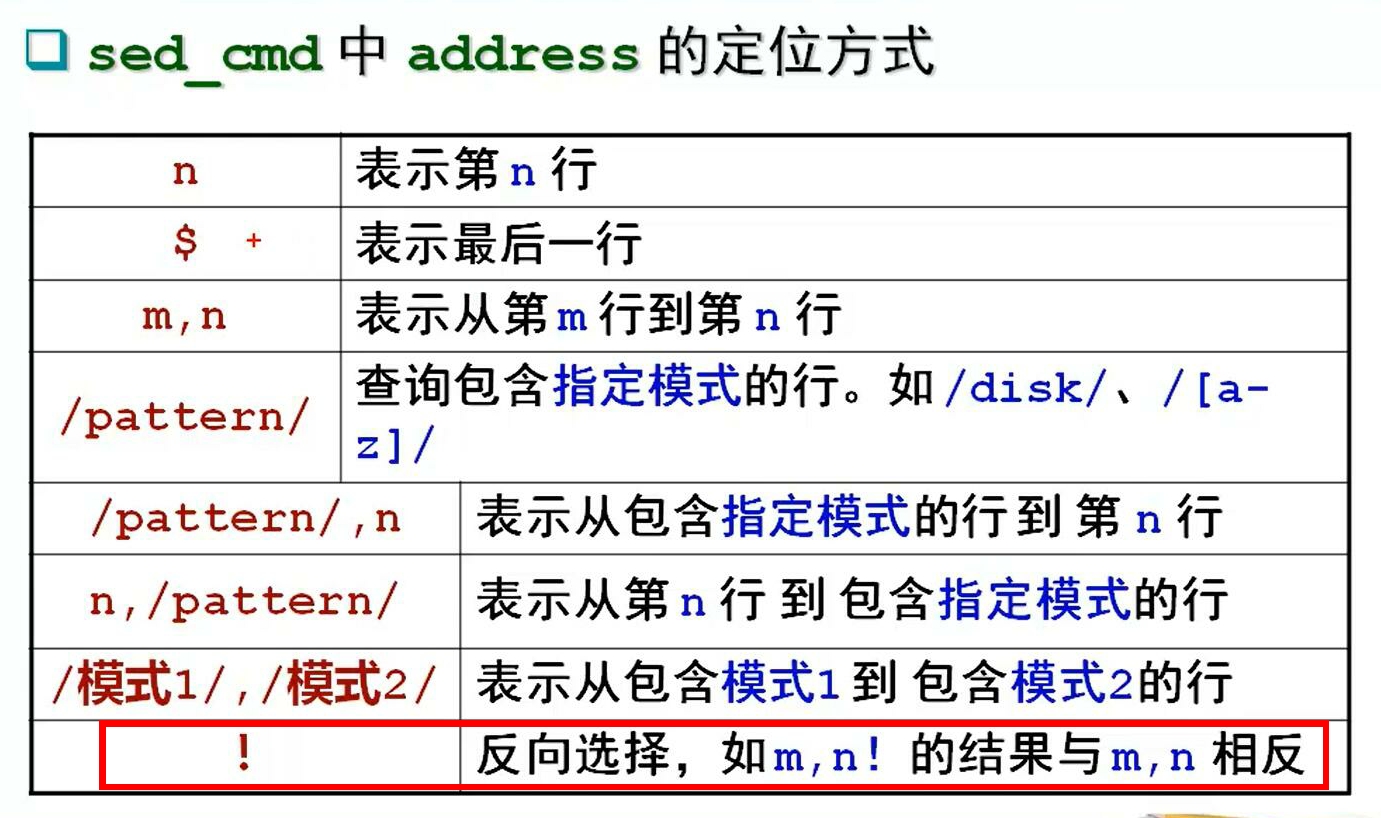 sed_cmd 中 address 的定位方式
n 表示第 n 行
$ + 表示最后一行
m,n 表示从第 m 行到第 n 行
/pattern/ 查询包含指定模式的行。如 /disk/、/[a-
z]/
/pattern/,n 表示从包含指定模式的行 到 第 n 行
n,/pattern/ 表示从第 n 行 到 包含指定模式的行
/模式1/,/模式2/ 表示从包含模式1 到 包含模式2的行
! 反向选择，如 m,n! 的结果与 m,n 相反